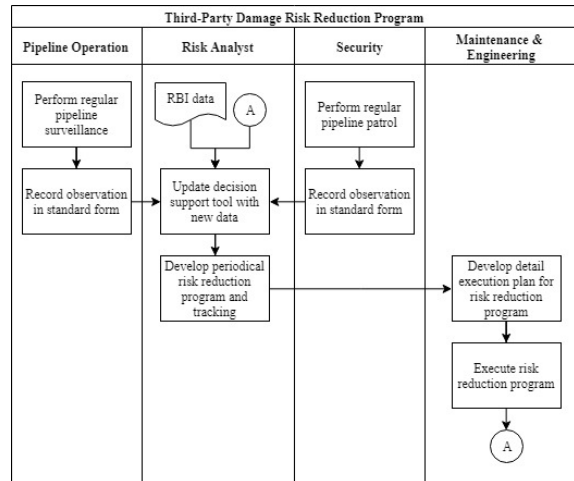 Third-Party Damage Risk Reduction Program
Pipeline Operation
Risk Analyst
Security
Maintenance &
Engineering
Perform regular
pipeline
surveillance
RBI data
A
Perform regular
pipeline patrol
Record observation
in standard form
Update decision
support tool with
new data
Record observation
in standard form
Develop periodical
risk reduction
program and
tracking
Develop detail
execution plan for
risk reduction
program
Execute risk
reduction program
A